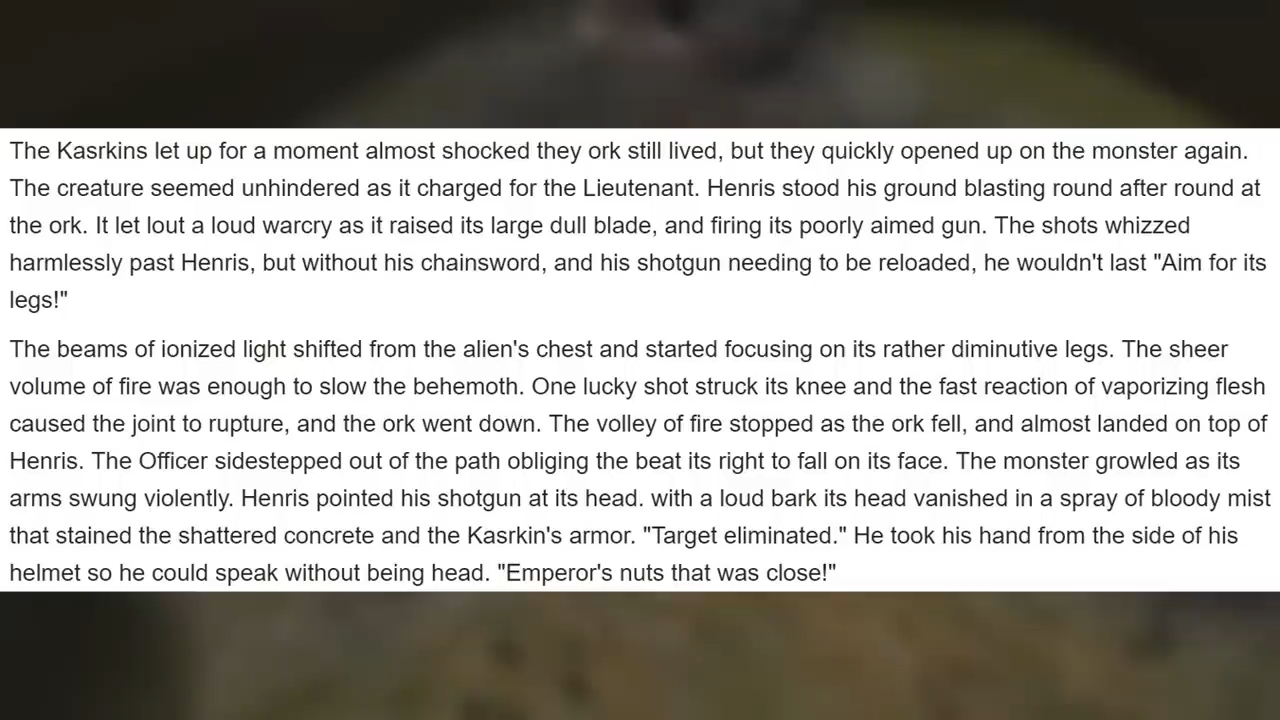 The Kasrkins let up for a moment almost shocked they ork still lived, but they quickly opened up on the monster again.
The creature seemed unhindered as it charged for the Lieutenant. Henris stood his ground blasting round after round at
the ork. It let lout a loud warcry as it raised its large dull blade, and firing its poorly aimed gun. The shots whizzed
harmlessly past Henris, but without his chainsword, and his shotgun needing to be reloaded, he wouldn't last "Aim for its
legs!"
The beams of ionized light shifted from the alien's chest and started focusing on its rather diminutive legs. The sheer
volume of fire was enough to slow the behemoth. One lucky shot struck its knee and the fast reaction of vaporizing flesh
caused the joint to rupture, and the ork went down. The volley of fire stopped as the ork fell, and almost landed on top of
Henris. The Officer sidestepped out of the path obliging the beat its right to fall on its face. The monster growled as its
arms swung violently. Henris pointed his shotgun at its head. with a loud bark its head vanished in a spray of bloody mist
that stained the shattered concrete and the Kasrkin's armor. "Target eliminated." He took his hand from the side of his
helmet so he could speak without being head. "Emperor's nuts that was close!"